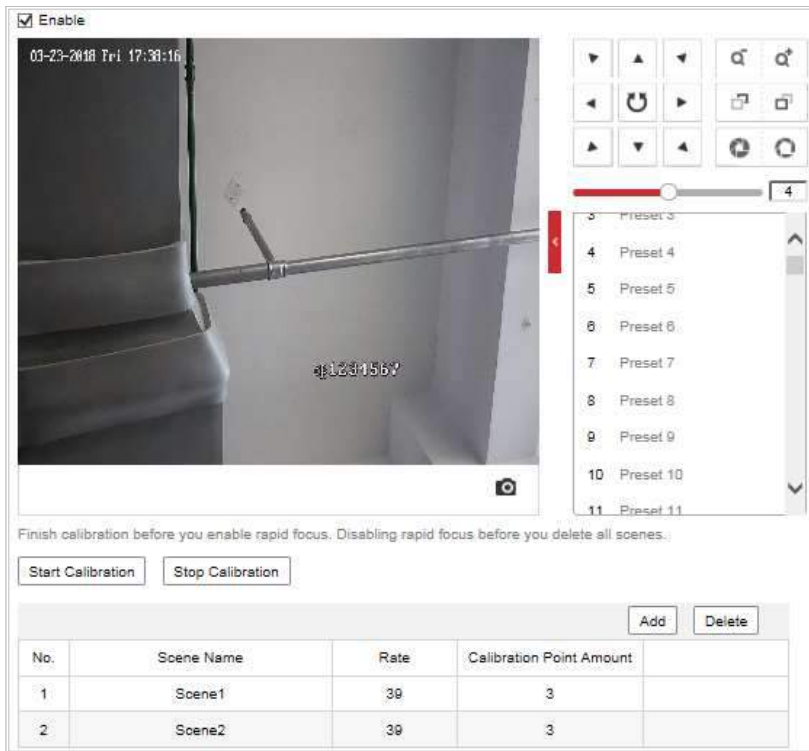 Enable
03-23-2018 Fri 17:38:16
4
3 Preset 3
4 Preset 4
5 Preset 5
6 Preset 6
7 Preset 7
8 Preset 8
9 Preset 9
10 Preset 10
11 Preset 11
Finish calibration before you enable rapid focus. Disabling rapid focus before you delete all scenes.
Start Calibration Stop Calibration
Add Delete
No. Scene Name Rate Calibration Point Amount
1 Scene1 39 3
2 Scene2 39 3